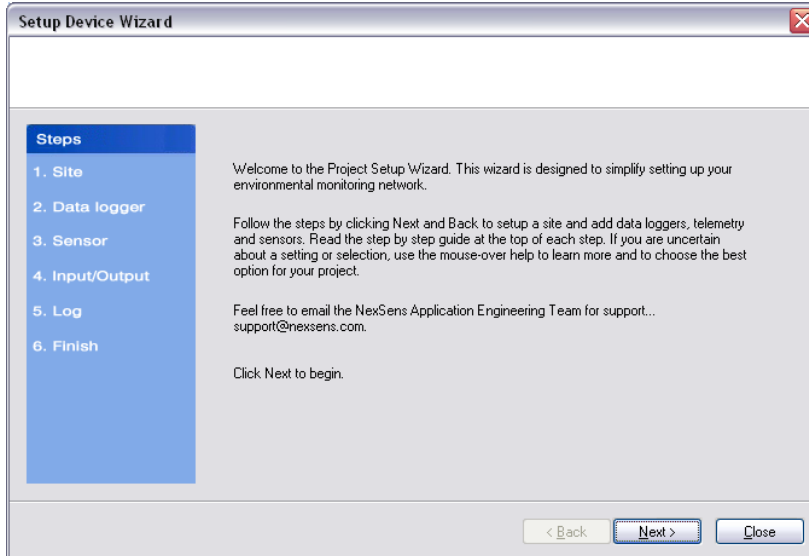 Setup Device Wizard
Steps
1. Site
2. Data logger
3. Sensor
4. Input/Output
5. Log
6. Finish
Welcome to the Project Setup Wizard. This wizard is designed to simplify setting up your
environmental monitoring network.
Follow the steps by clicking Next and Back to setup a site and add data loggers, telemetry
and sensors. Read the step by step guide at the top of each step. If you are uncertain
about a setting or selection, use the mouse-over help to learn more and to choose the best
option for your project.
Feel free to email the NexSens Application Engineering Team for support...
support@nexsens.com.
Click Next to begin.
< Back
Next >
Close